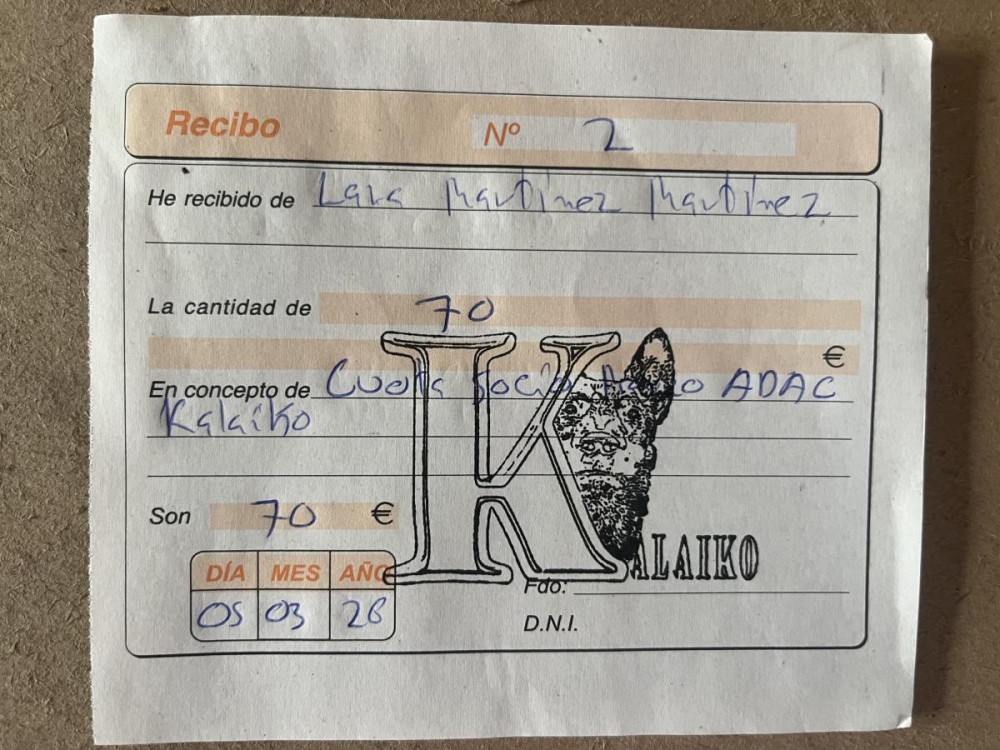 Recibo Nº 2
He recibido de Lara Martínez Martínez
La cantidad de 70
€
En concepto de Cuota Socio ADAC
Kalaiko
Son 70 €
KALAIKO
DÍA MES AÑO
Fdo:
05 03 26
D.N.I.